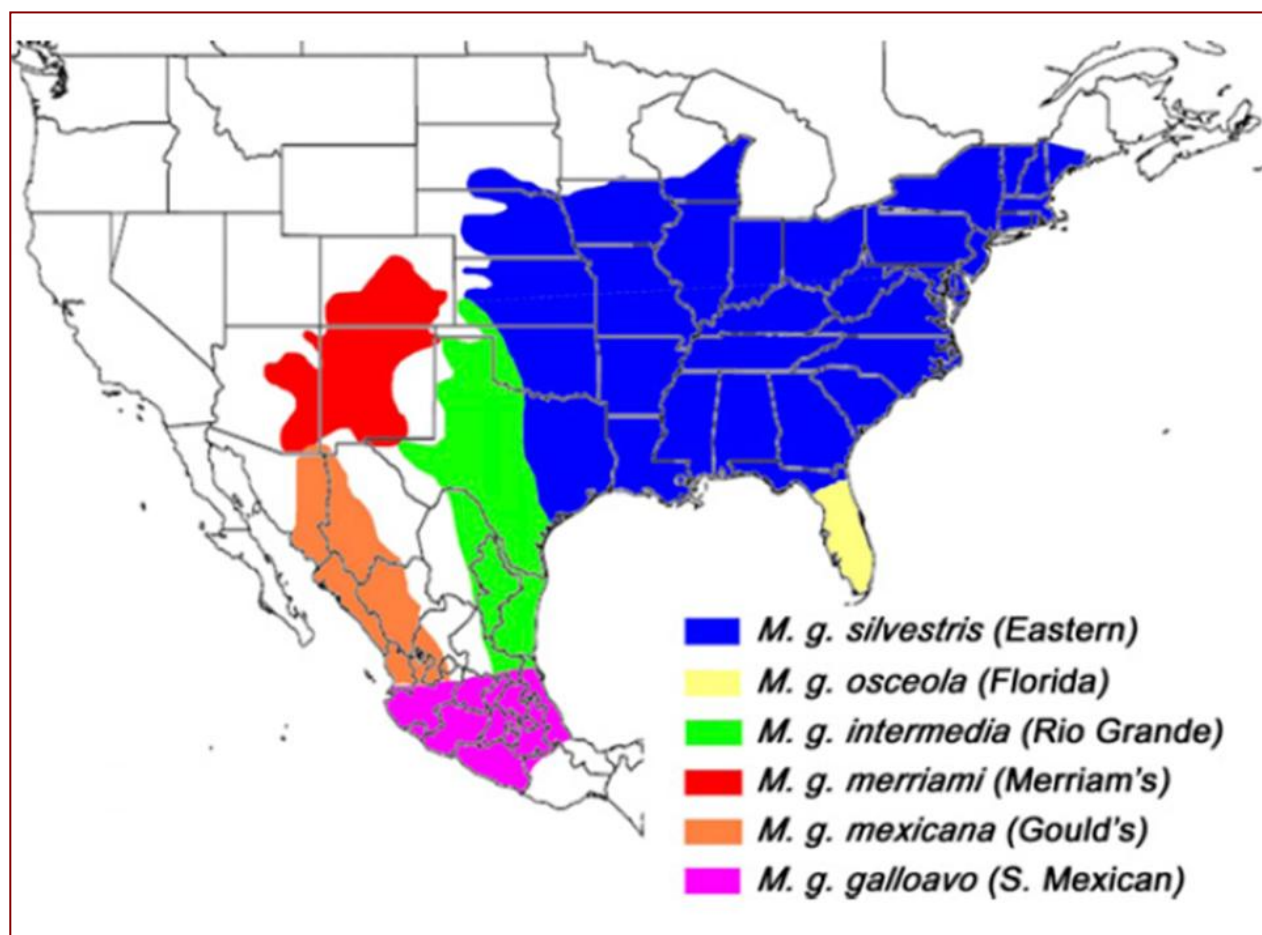 M. g. silvestris (Eastern)
M. g. osceola (Florida)
M. g. intermedia (Rio Grande)
M. g. merriami (Merriam's)
M. g. mexicana (Gould's)
M. g. galloavo (S. Mexican)